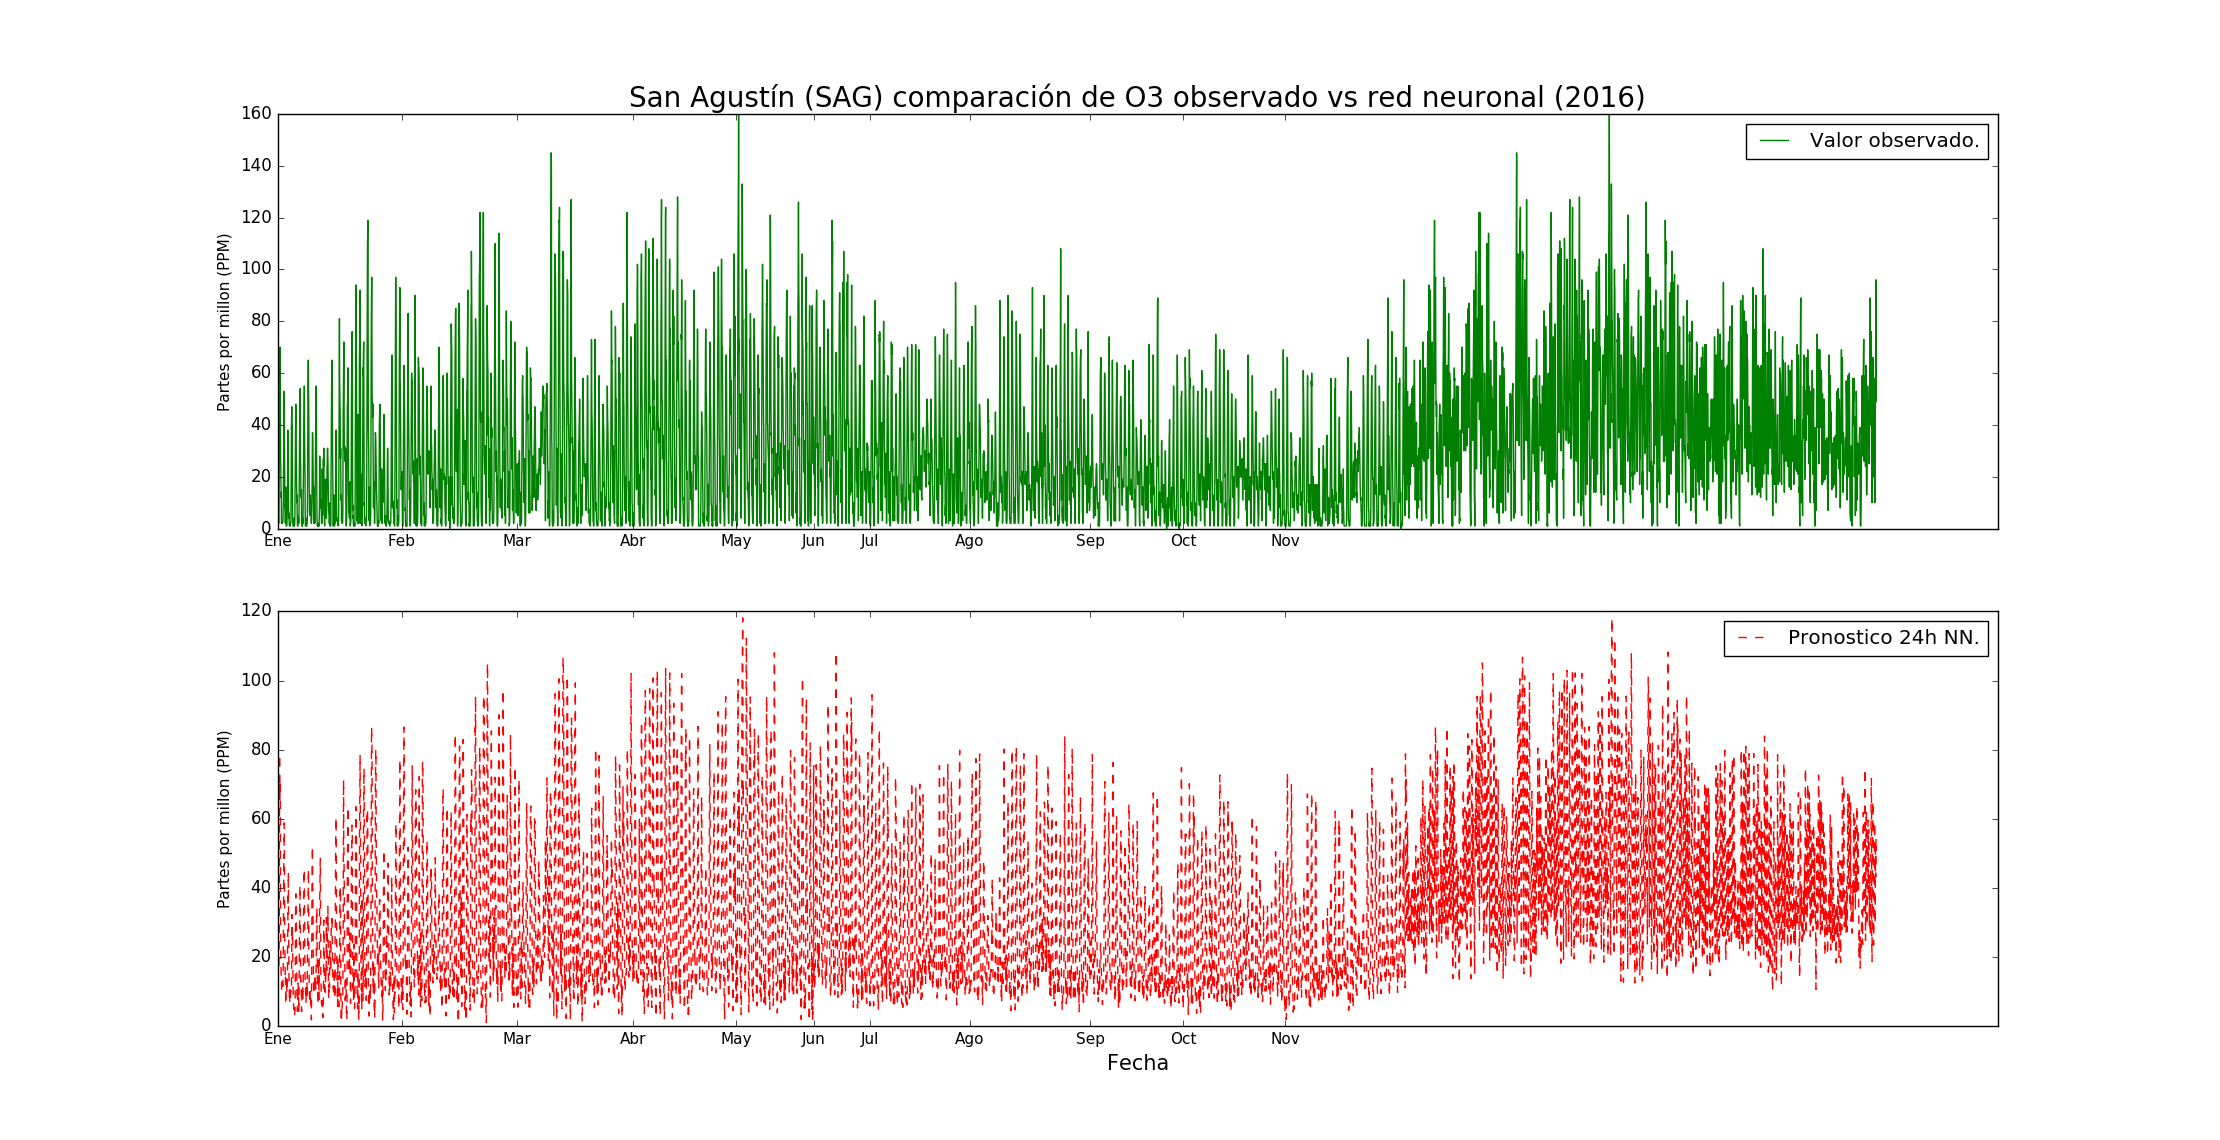 San Agustín (SAG) comparación de O3 observado vs red neuronal (2016)
160
140
120
100
80
60
40
20
0
Partes por millon (PPM)
Valor observado.
Ene Feb Mar Abr May Jun Jul Ago Sep Oct Nov
120
100
80
60
40
20
0
Partes por millon (PPM)
Pronostico 24h NN.
Ene Feb Mar Abr May Jun Jul Ago Sep Oct Nov
Fecha